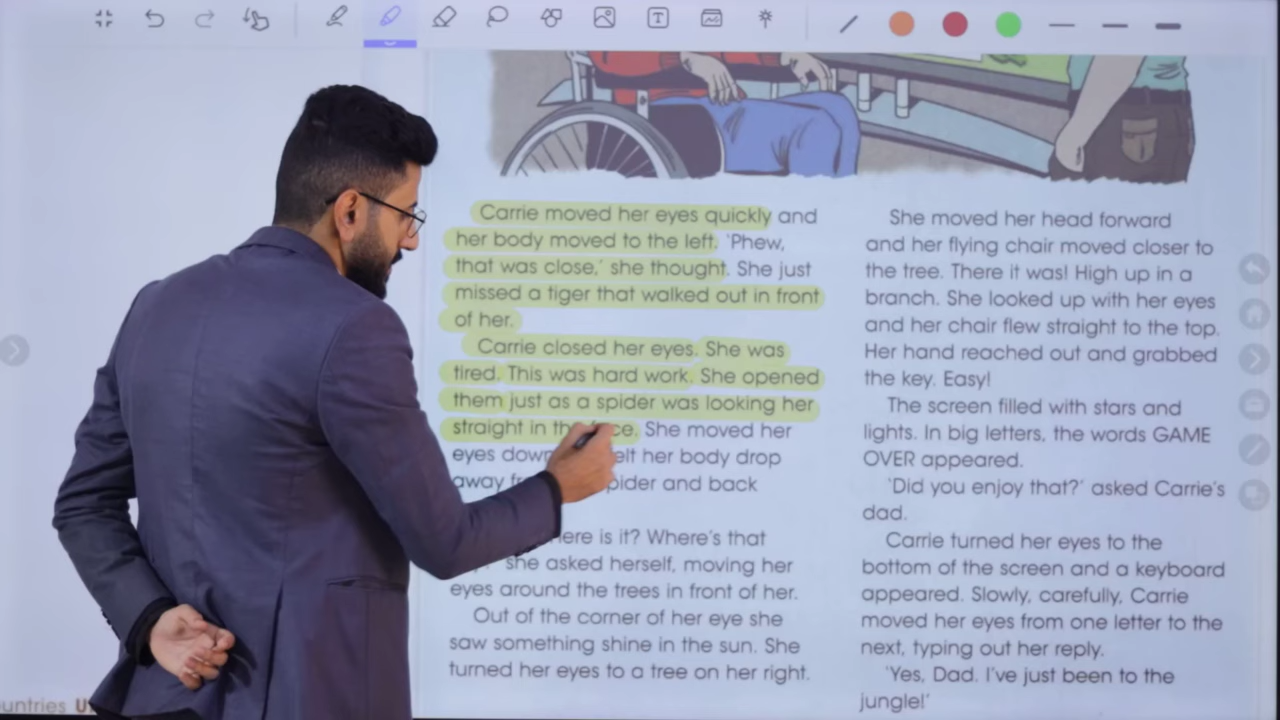 Carrie moved her eyes quickly and
her body moved to the left. 'Phew,
that was close,' she thought. She just
missed a tiger that walked out in front
of her.
Carrie closed her eyes. She was
tired. This was hard work. She opened
them just as a spider was looking her
straight in the face. She moved her
eyes down felt her body drop
away spider and back
here is it? Where's that
she asked herself, moving her
eyes around the trees in front of her.
Out of the corner of her eye she
saw something shine in the sun. She
turned her eyes to a tree on her right.
She moved her head forward
and her flying chair moved closer to
the tree. There it was! High up in a
branch. She looked up with her eyes
and her chair flew straight to the top.
Her hand reached out and grabbed
the key. Easy!
The screen filled with stars and
lights. In big letters, the words GAME
OVER appeared.
'Did you enjoy that?' asked Carrie's
dad.
Carrie turned her eyes to the
bottom of the screen and a keyboard
appeared. Slowly, carefully, Carrie
moved her eyes from one letter to the
next, typing out her reply.
'Yes, Dad. I've just been to the
jungle!'
untries U